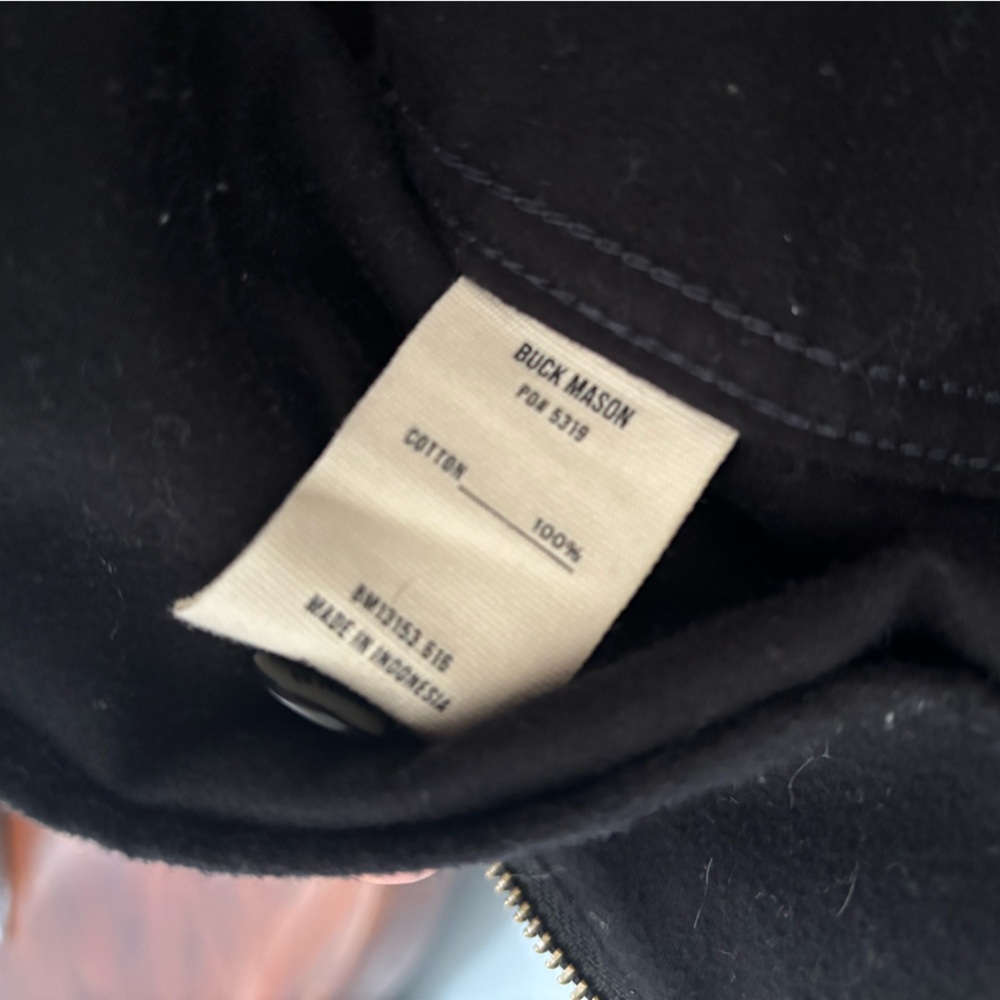 BUCK MASON
PO# 5319
COTTON 100%
BM13153.616
MADE IN INDONESIA